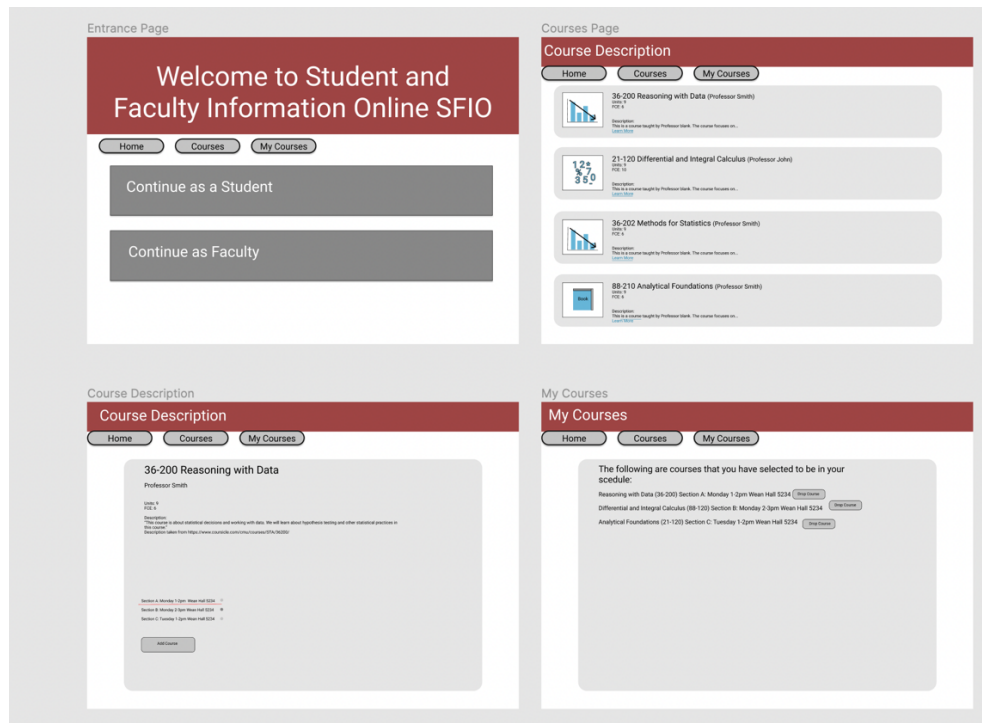 Entrance Page
Welcome to Student and
Faculty Information Online SFIO
Home
Courses
My Courses
Continue as a Student
Continue as Faculty
Courses Page
Course Description
Home
Courses
My Courses
36-200 Reasoning with Data (Professor Smith)
Units: 9
FCE: 6
Description:
This is a course taught by Professor blank. The course focuses on...
Learn More
21-120 Differential and Integral Calculus (Professor John)
Units: 9
FCE: 10
Description:
This is a course taught by Professor blank. The course focuses on...
Learn More
36-202 Methods for Statistics (Professor Smith)
Units: 9
FCE: 6
Description:
This is a course taught by Professor blank. The course focuses on...
Learn More
Book
88-210 Analytical Foundations (Professor Smith)
Units: 9
FCE: 6
Description:
This is a course taught by Professor blank. The course focuses on...
Learn More
Course Description
Course Description
Home
Courses
My Courses
36-200 Reasoning with Data
Professor Smith
Units: 9
FCE: 6
Description:
"This course is about statistical decisions and working with data. We will learn about hypothesis testing and other statistical practices in
this course."
Description taken from
Section A: Monday 1-2pm Wean Hall 5234
Section B: Monday 2-3pm Wean Hall 5234
Section C: Tuesday 1-2pm Wean Hall 5234
Add Course
My Courses
My Courses
Home
Courses
My Courses
The following are courses that you have selected to be in your
scedule:
Reasoning with Data (36-200) Section A: Monday 1-2pm Wean Hall 5234 Drop Course
Differential and Integral Calculus (88-120) Section B: Monday 2-3pm Wean Hall 5234 Drop Course
Analytical Foundations (21-120) Section C: Tuesday 1-2pm Wean Hall 5234 Drop Course